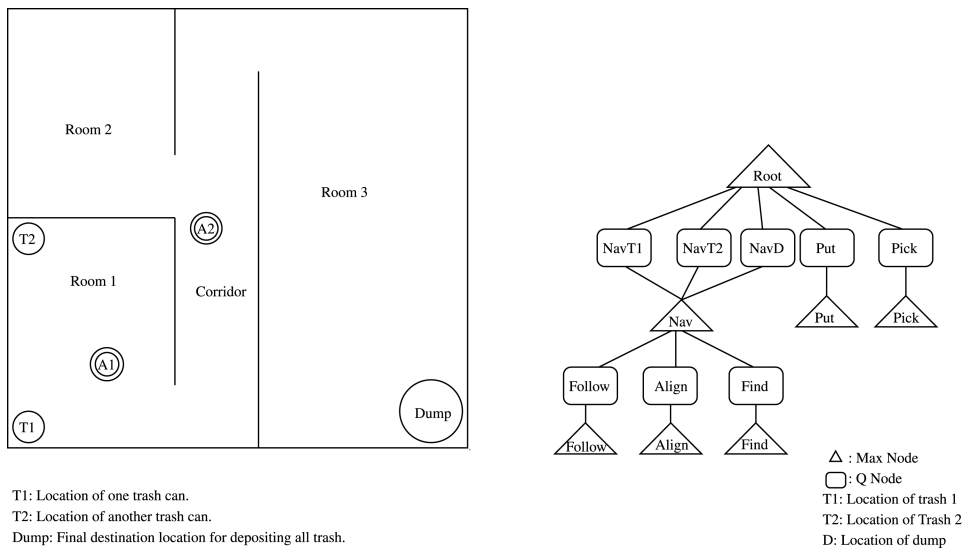 Room 2
Room 3
A2
T2
Room 1
Corridor
A1
T1
Dump
T1: Location of one trash can.
T2: Location of another trash can.
Dump: Final destination location for depositing all trash.
Root
NavT1 NavT2 NavD Put Pick
Nav Put Pick
Follow Align Find
Follow Align Find
: Max Node
: Q Node
T1: Location of trash 1
T2: Location of Trash 2
D: Location of dump